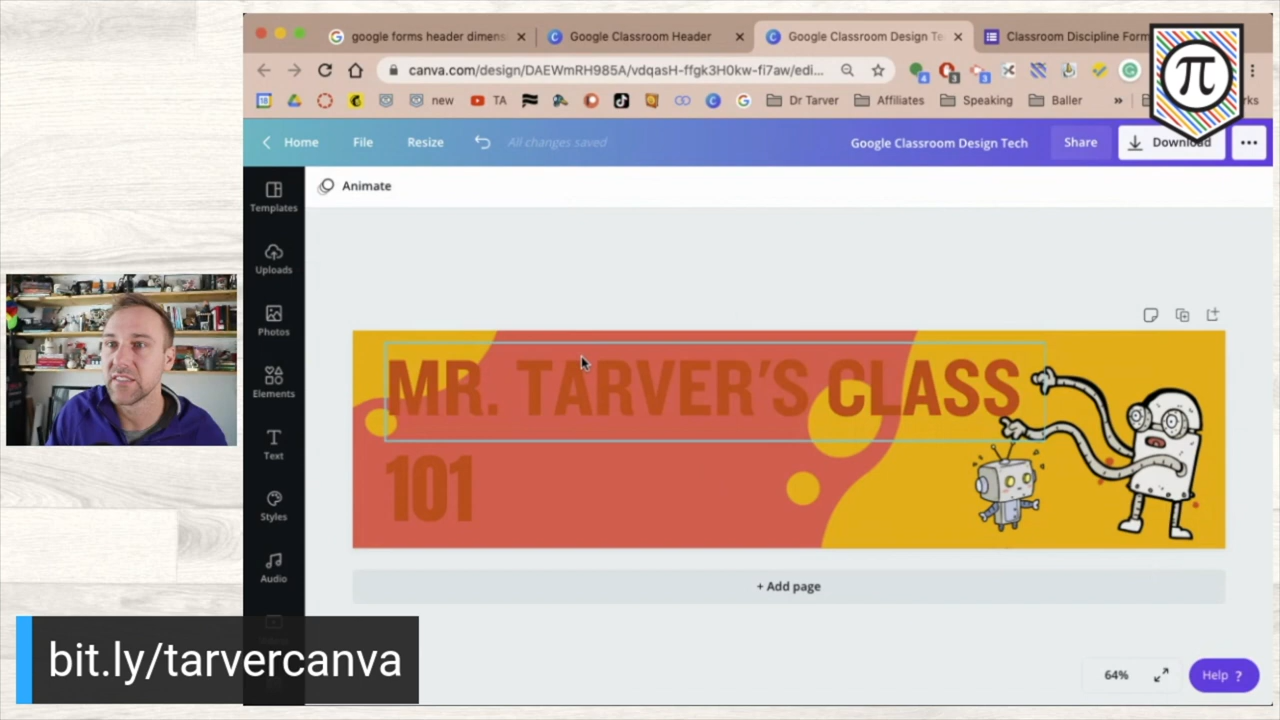 google forms header dimens
Google Classroom Header
Google Classroom Design Te
Classroom Discipline Form
canva.com/design/DAEWmRH985A/vdqasH-ffgk3H0kw-fi7aw/edi...
new
TA
Dr Tarver
Affiliates
Speaking
Baller
»
rks
π
Home
File
Resize
All changes saved
Google Classroom Design Tech
Share
Download
Templates
Animate
Uploads
Photos
Elements
Text
Styles
Audio
MR. TARVER'S CLASS
101
+ Add page
bit.ly/tarvercanva
64%
Help ?